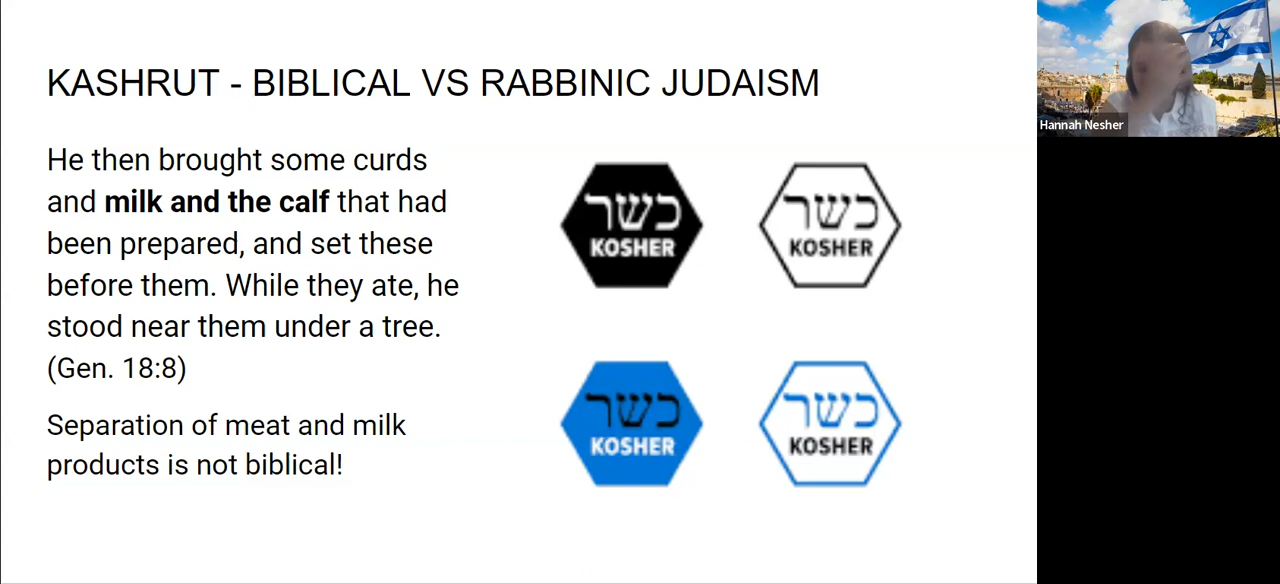 KASHRUT - BIBLICAL VS RABBINIC JUDAISM
He then brought some curds
and milk and the calf that had
been prepared, and set these
before them. While they ate, he
stood near them under a tree.
(Gen. 18:8)
Separation of meat and milk
products is not biblical!
כשר
KOSHER
כשר
KOSHER
כשר
KOSHER
כשר
KOSHER
Hannah Nesher